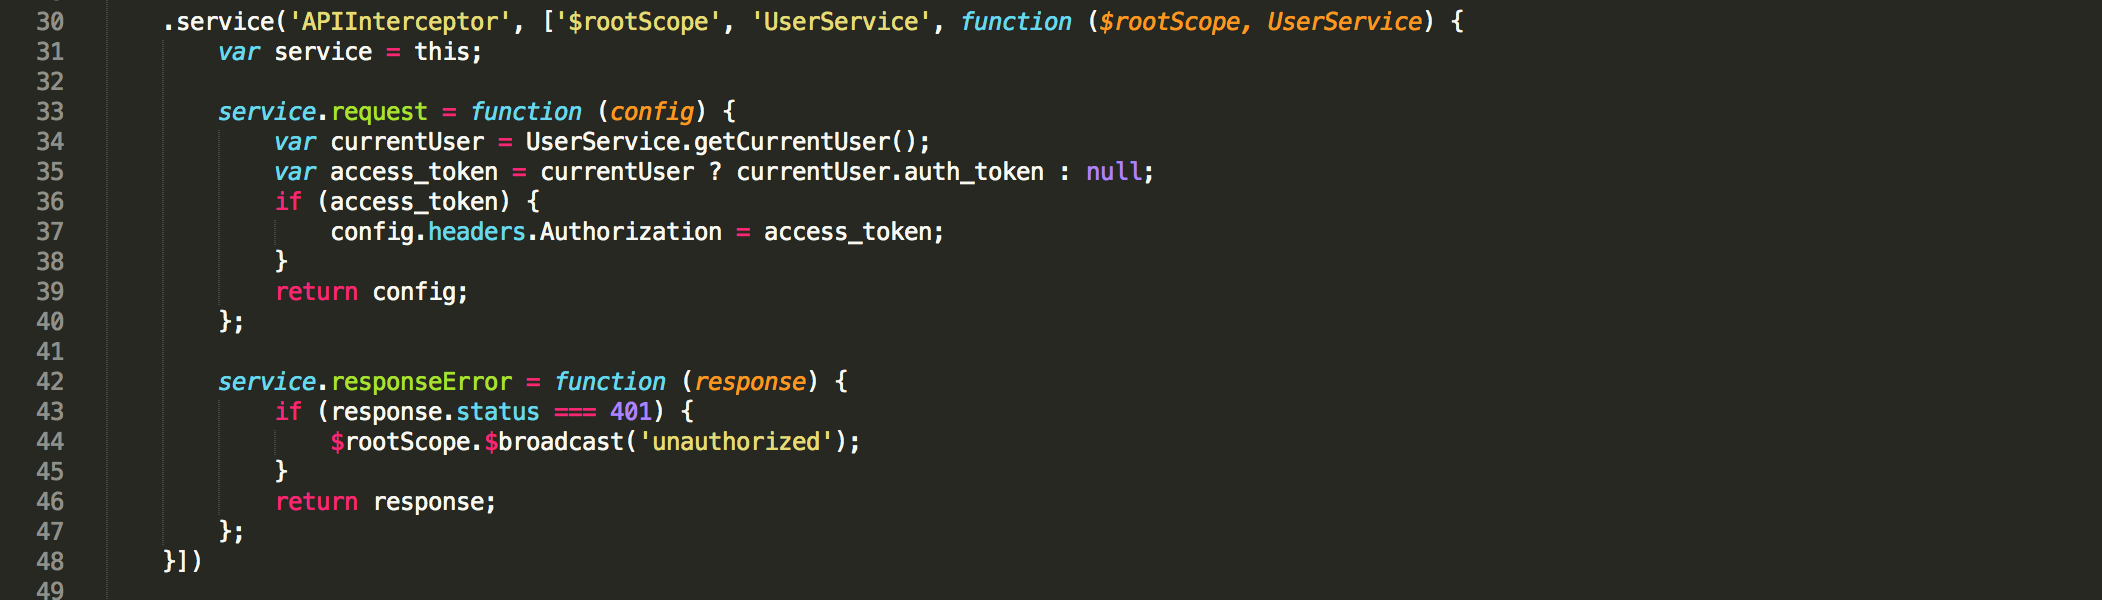 30 .service('APIInterceptor', ['$rootScope', 'UserService', function ($rootScope, UserService) {
31 var service = this;
32
33 service.request = function (config) {
34 var currentUser = UserService.getCurrentUser();
35 var access_token = currentUser ? currentUser.auth_token : null;
36 if (access_token) {
37 config.headers.Authorization = access_token;
38 }
39 return config;
40 };
41
42 service.responseError = function (response) {
43 if (response.status === 401) {
44 $rootScope.$broadcast('unauthorized');
45 }
46 return response;
47 };
48 }])
49